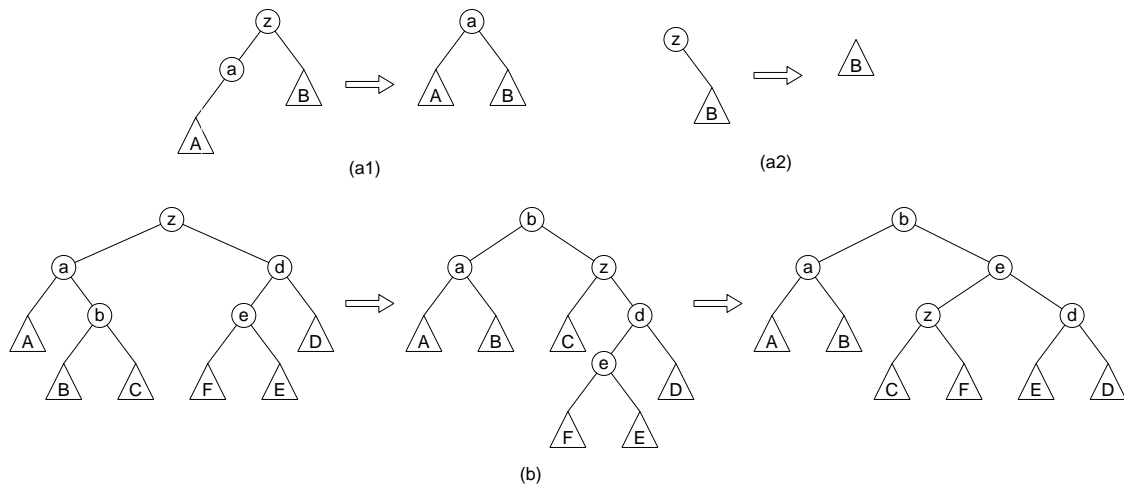 z a z
a B A B B B
A
(a1) (a2)
z b b
a d a z a e
A b e D A B C d A B z d
B C F E e D C F E D
F E
(b)